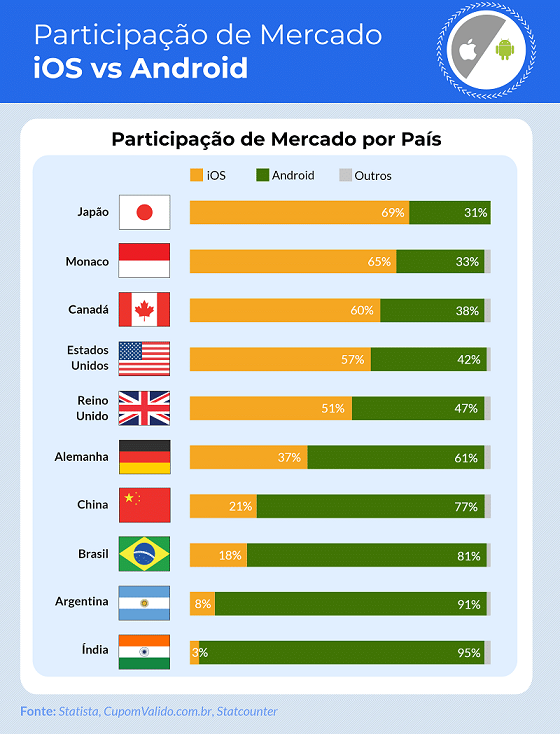 Participação de Mercado
iOS vs Android
Participação de Mercado por País
iOS Android Outros
Japão 69% 31%
Monaco 65% 33%
Canadá 60% 38%
Estados
Unidos 57% 42%
Reino
Unido 51% 47%
Alemanha 37% 61%
China 21% 77%
Brasil 18% 81%
Argentina 8% 91%
Índia 3% 95%
Fonte: Statista, CupomValido.com.br, Statcounter